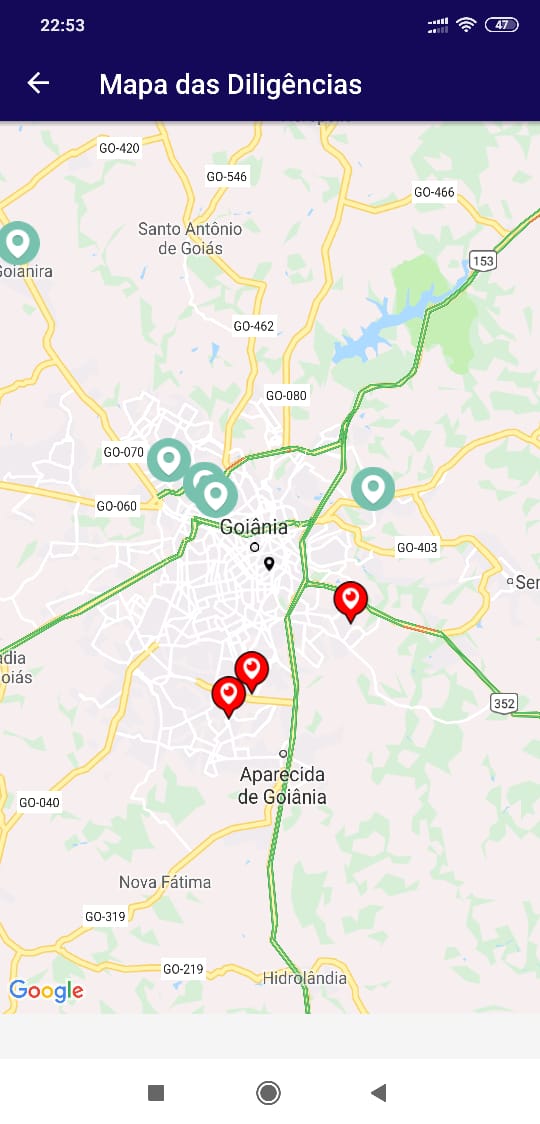 22:53
47
Mapa das Diligências
GO-420
GO-546
GO-466
Santo Antônio
de Goiás
153
Goianira
GO-462
GO-080
GO-070
GO-060
Goiânia
GO-403
Ser
adia
oiás
352
Aparecida
de Goiânia
GO-040
Nova Fátima
GO-319
GO-219
Hidrolândia
Google